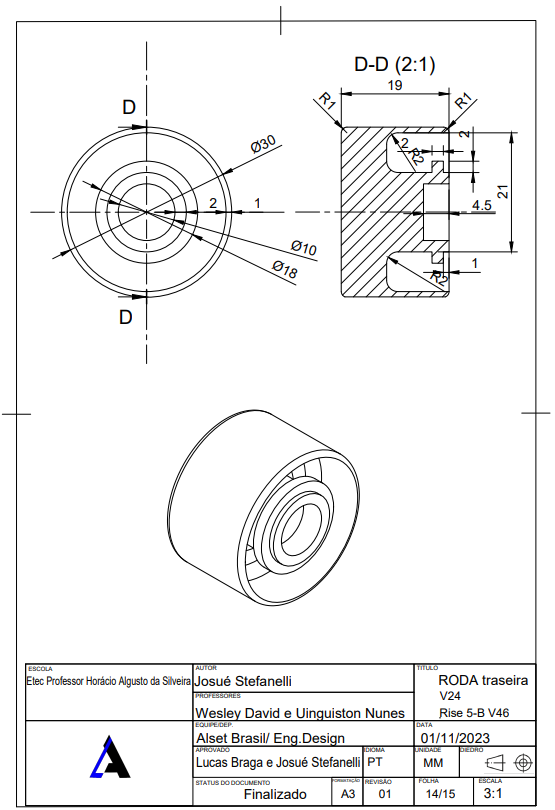 D-D (2:1)
19
R1
R1
D
Ø30
2
R2
2
21
2
1
4.5
Ø10
Ø18
1
R2
D
ESCOLA
Etec Professor Horácio Algusto da Silveira
AUTOR
Josué Stefanelli
TITULO
RODA traseira
V24
Rise 5-B V46
PROFESSORES
Wesley David e Uinguiston Nunes
EQUIPE/DEP.
Alset Brasil/ Eng.Design
DATA
01/11/2023
APROVADO
Lucas Braga e Josué Stefanelli
IDIOMA
PT
UNIDADE
MM
DIEDRO
STATUS DO DOCUMENTO
Finalizado
FORMATAÇÃO
A3
REVISÃO
01
FOLHA
14/15
ESCALA
3:1